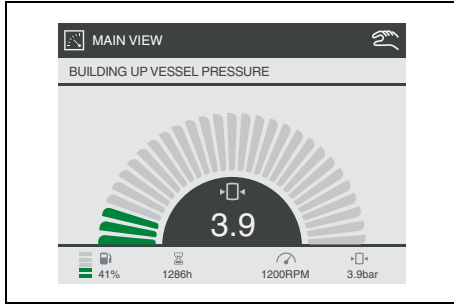 MAIN VIEW
BUILDING UP VESSEL PRESSURE
3.9
41% 1286h 1200RPM 3.9bar